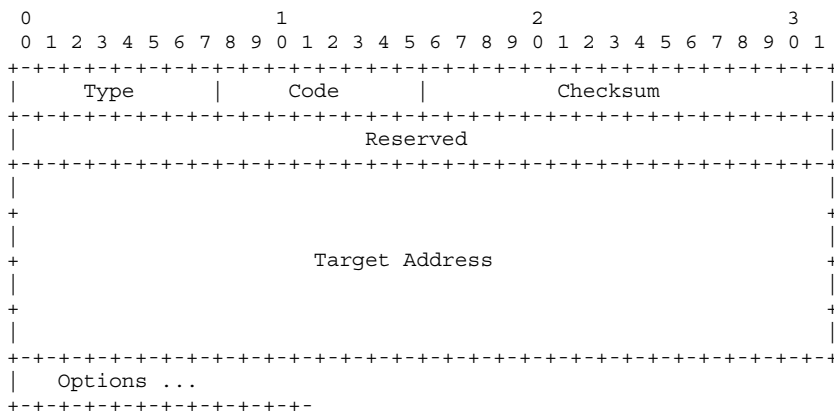 0                   1                   2                   3
 0 1 2 3 4 5 6 7 8 9 0 1 2 3 4 5 6 7 8 9 0 1 2 3 4 5 6 7 8 9 0 1
+-+-+-+-+-+-+-+-+-+-+-+-+-+-+-+-+-+-+-+-+-+-+-+-+-+-+-+-+-+-+-+-+
|     Type      |     Code      |          Checksum             |
+-+-+-+-+-+-+-+-+-+-+-+-+-+-+-+-+-+-+-+-+-+-+-+-+-+-+-+-+-+-+-+-+
|                           Reserved                            |
+-+-+-+-+-+-+-+-+-+-+-+-+-+-+-+-+-+-+-+-+-+-+-+-+-+-+-+-+-+-+-+-+
|                                                               |
+                                                               +
|                                                               |
+                       Target Address                          +
|                                                               |
+                                                               +
|                                                               |
+-+-+-+-+-+-+-+-+-+-+-+-+-+-+-+-+-+-+-+-+-+-+-+-+-+-+-+-+-+-+-+-+
|   Options ...
+-+-+-+-+-+-+-+-+-+-+-+-